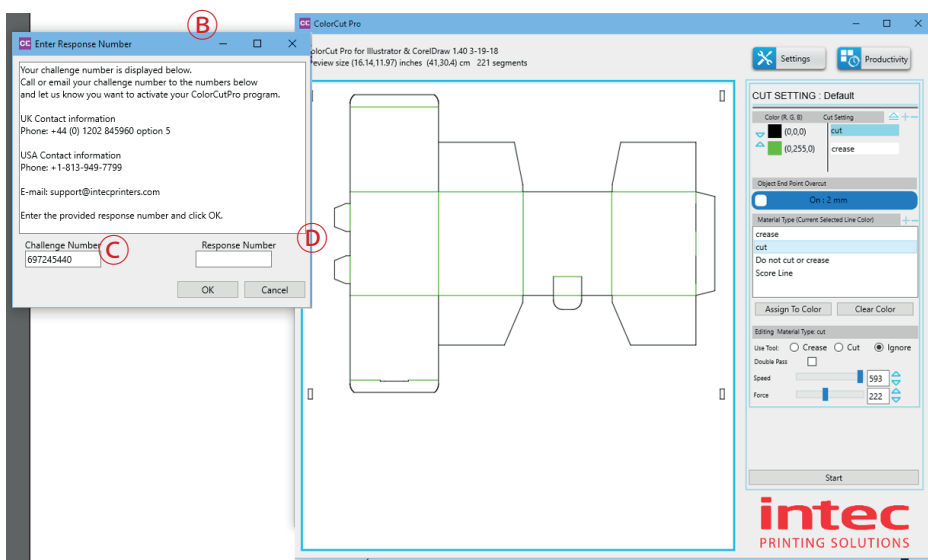 B
CC Enter Response Number
Your challenge number is displayed below.
Call or email your challenge number to the numbers below
and let us know you want to activate your ColorCutPro program.
UK Contact information
Phone: +44 (0) 1202 845960 option 5
USA Contact information
Phone: +1-813-949-7799
E-mail: support@intecprinters.com
Enter the provided response number and click OK.
Challenge Number
C
Response Number
D
697245440
OK
Cancel
CC ColorCut Pro
olorCut Pro for Illustrator & CorelDraw 1.40 3-19-18
review size (16.14,11.97) inches (41,30.4) cm 221 segments
Settings
Productivity
CUT SETTING : Default
Color (R, G, B)
Cut Setting
(0,0,0)
cut
(0,255,0)
crease
Object End Point Overcut
On : 2 mm
Material Type (Current Selected Line Color)
crease
cut
Do not cut or crease
Score Line
Assign To Color
Clear Color
Editing Material Type: cut
Use Tool: Crease Cut Ignore
Double Pass
Speed
593
Force
222
Start
intec
PRINTING SOLUTIONS